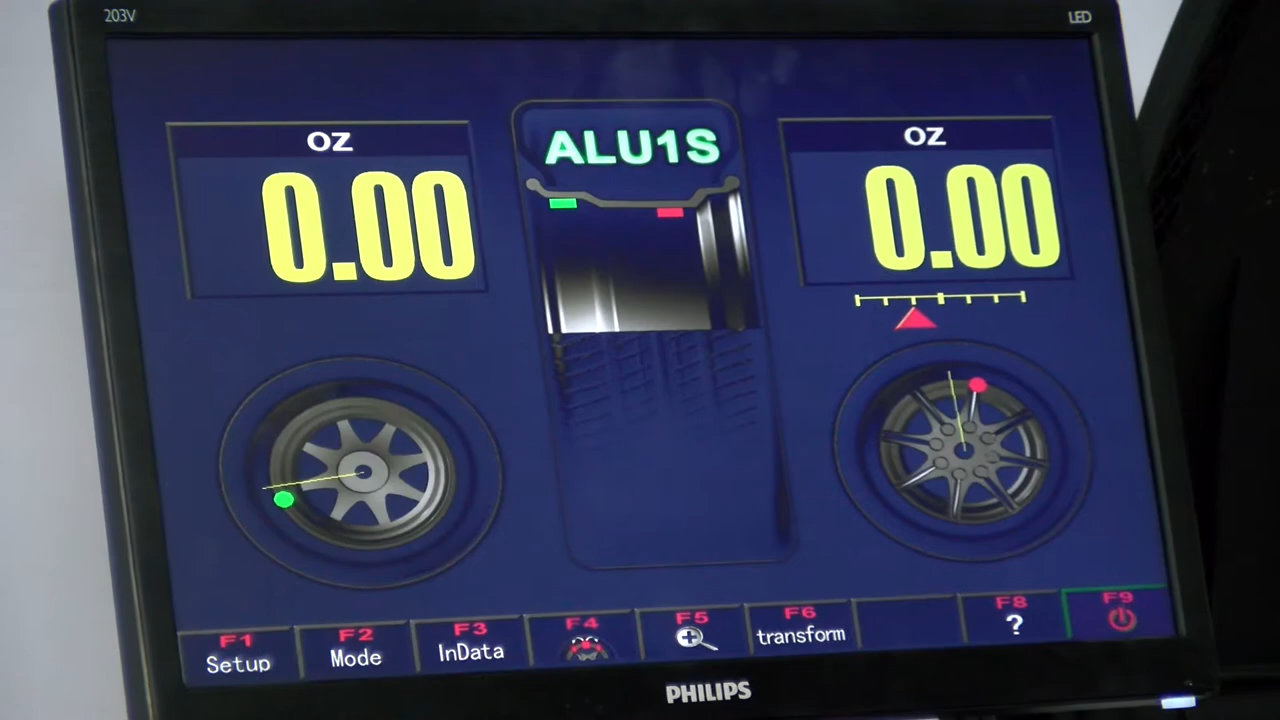 203V
LED
OZ
ALU1S
OZ
0.00
0.00
F1
Setup
F2
Mode
F3
InData
F4
F5
F6
transform
F8
?
F9
PHILIPS